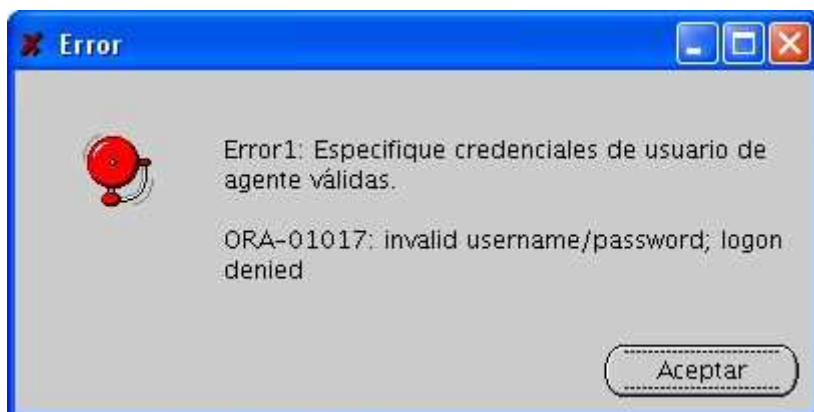 Error
Error1: Especifique credenciales de usuario de
agente válidas.
ORA-01017: invalid username/password; logon
denied
Aceptar